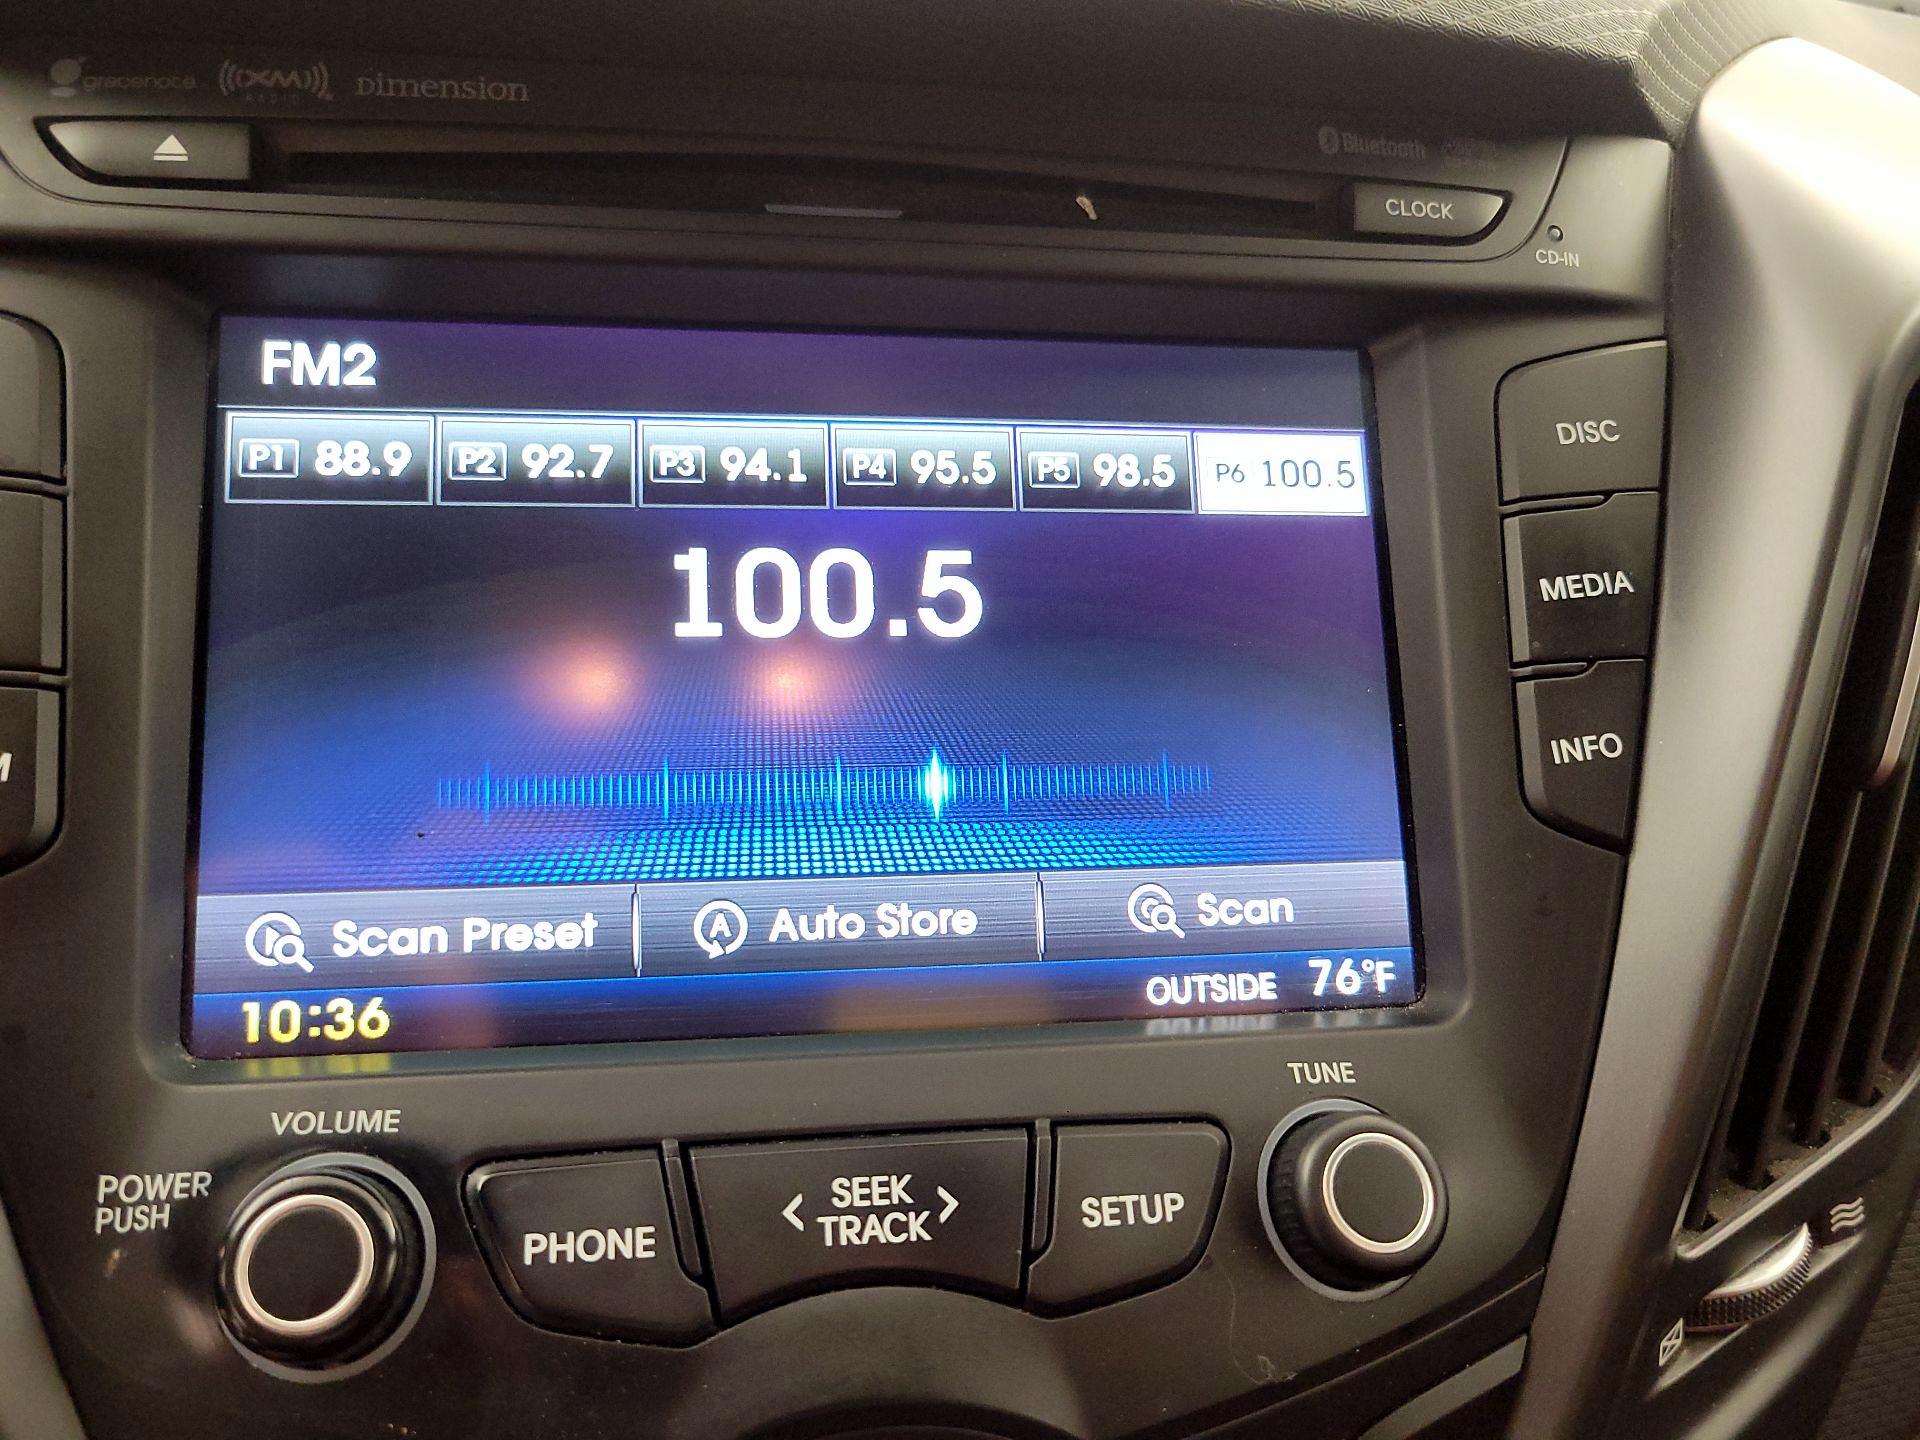 gracenote XM RADIO Dimension
Bluetooth
CLOCK
CD-IN
FM2
P1 88.9 P2 92.7 P3 94.1 P4 95.5 P5 98.5 P6 100.5
100.5
Scan Preset Auto Store Scan
10:36 OUTSIDE 76°F
DISC
MEDIA
INFO
M
VOLUME
TUNE
POWER
PUSH
PHONE
SEEK
TRACK
SETUP